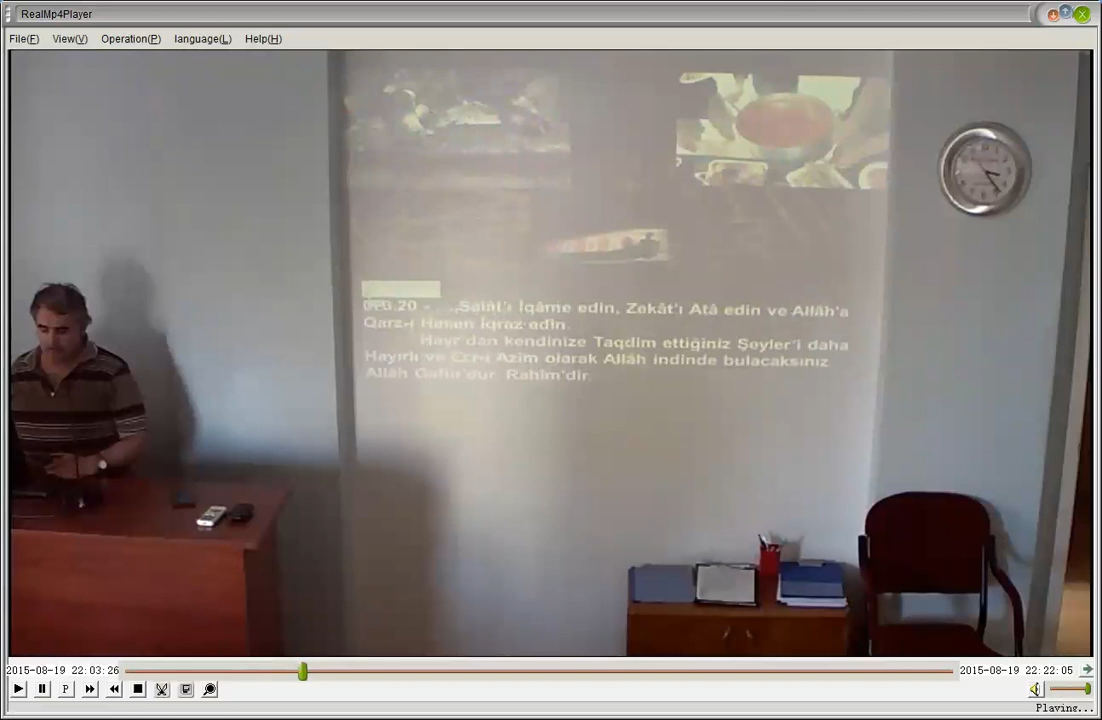 RealMp4Player
File(F) View(V) Operation(P) language(L) Help(H)
Salât'ı İqâme edin, Zekât'ı Atâ edin ve Allâh'a
Qarz-ı Hasen İqraz edin.
Hayr'dan kendinize Taqdim ettiğiniz Şeyler'i daha
Hayırlı ve Ecr-i Azîm olarak Allâh indinde bulacaksınız.
Allâh Gafûr'dur, Rahîm'dir.
2015-08-19 22:03:26 2015-08-19 22:22:05
P
Playing...